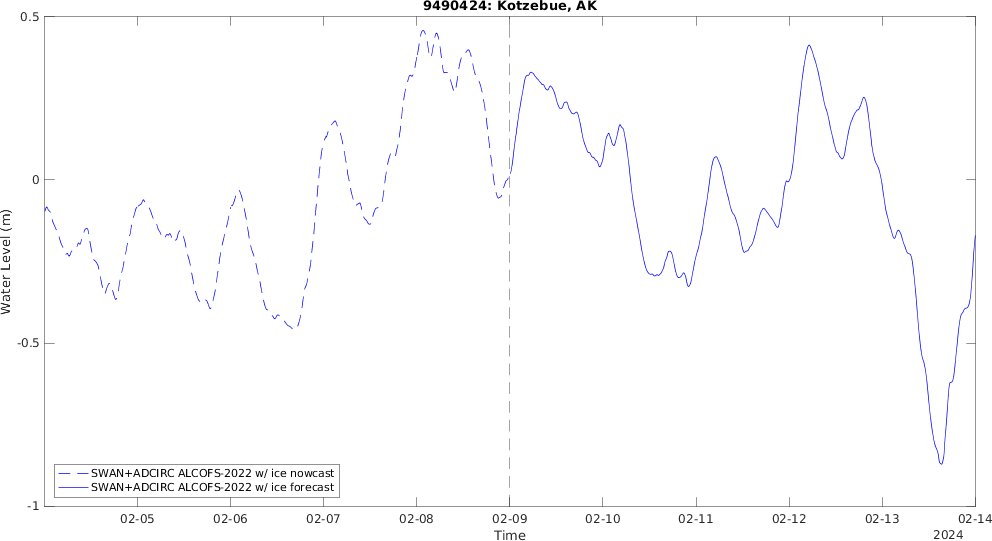 9490424: Kotzebue, AK
0.5
0
-0.5
-1
Water Level (m)
SWAN+ADCIRC ALCOFS-2022 w/ ice nowcast
SWAN+ADCIRC ALCOFS-2022 w/ ice forecast
02-05 02-06 02-07 02-08 02-09 02-10 02-11 02-12 02-13 02-14
Time
2024